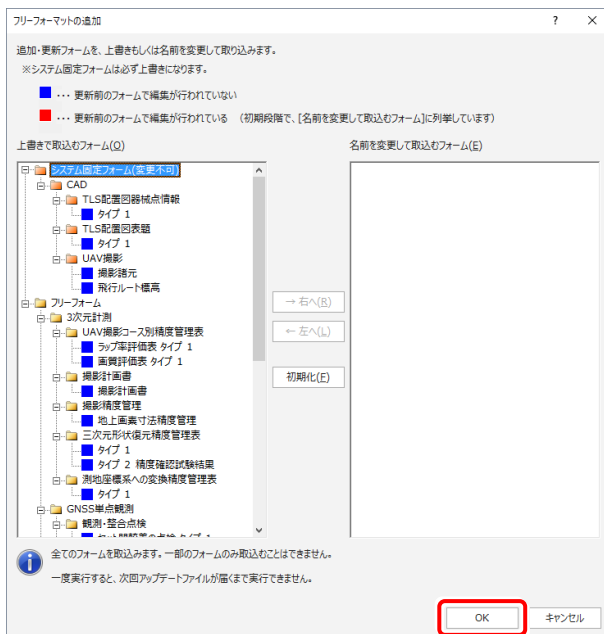 フリーフォーマットの追加
追加・更新フォームを、上書きもしくは名前を変更して取り込みます。
※システム固定フォームは必ず上書きになります。
・・・ 更新前のフォームで編集が行われていない
・・・ 更新前のフォームで編集が行われている (初期段階で、[名前を変更して取込むフォーム]に列挙しています)
上書きで取込むフォーム(O)
名前を変更して取込むフォーム(E)
システム固定フォーム(変更不可)
CAD
TLS配置図器械点情報
タイプ 1
TLS配置図表題
タイプ 1
UAV撮影
撮影諸元
飛行ルート標高
フリーフォーム
3次元計測
UAV撮影コース別精度管理表
ラップ率評価表 タイプ 1
画質評価表 タイプ 1
撮影計画書
撮影計画書
撮影精度管理
地上画素寸法精度管理
三次元形状復元精度管理表
タイプ 1
タイプ 2 精度確認試験結果
測地座標系への変換精度管理表
タイプ 1
GNSS単点観測
観測・整合点検
→ 右へ(R)
← 左へ(L)
初期化(F)
全てのフォームを取込みます。一部のフォームのみ取込むことはできません。
一度実行すると、次回アップデートファイルが届くまで実行できません。
OK
キャンセル